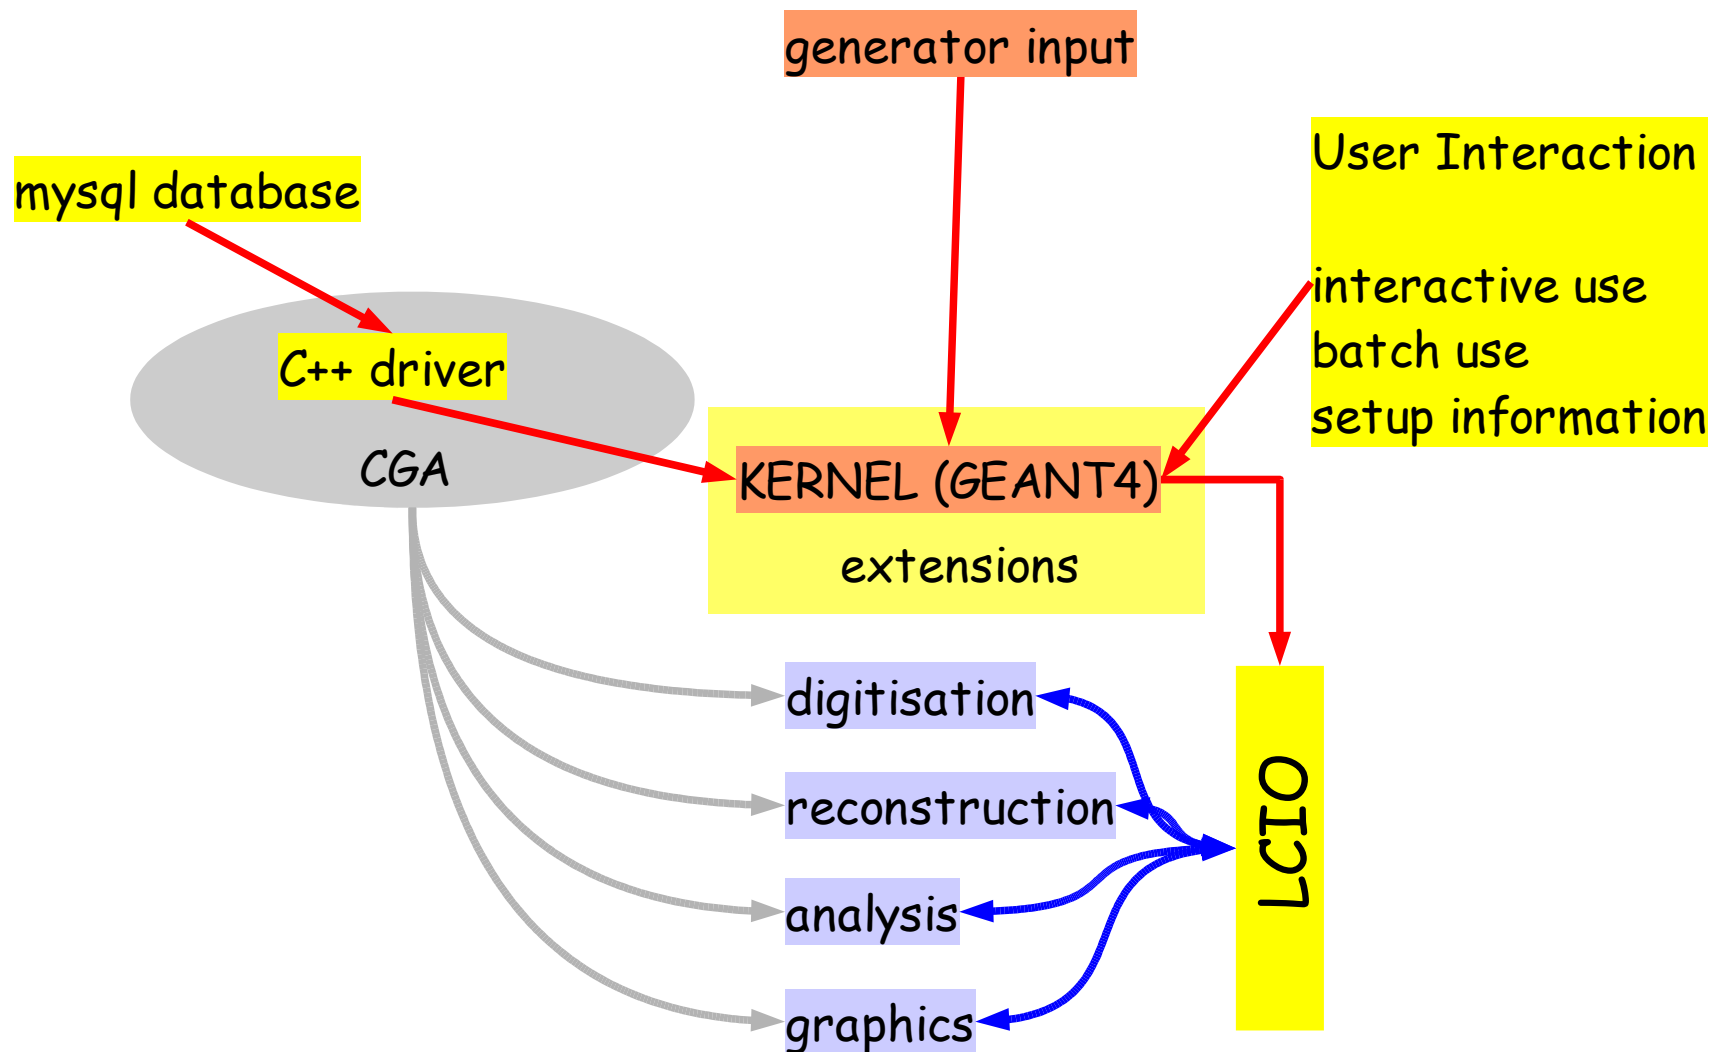 generator input
User Interaction
mysql database
interactive use
C++ driver
batch use
setup information
CGA
KERNEL (GEANT4)
extensions
digitisation
reconstruction
LCIO
analysis
graphics